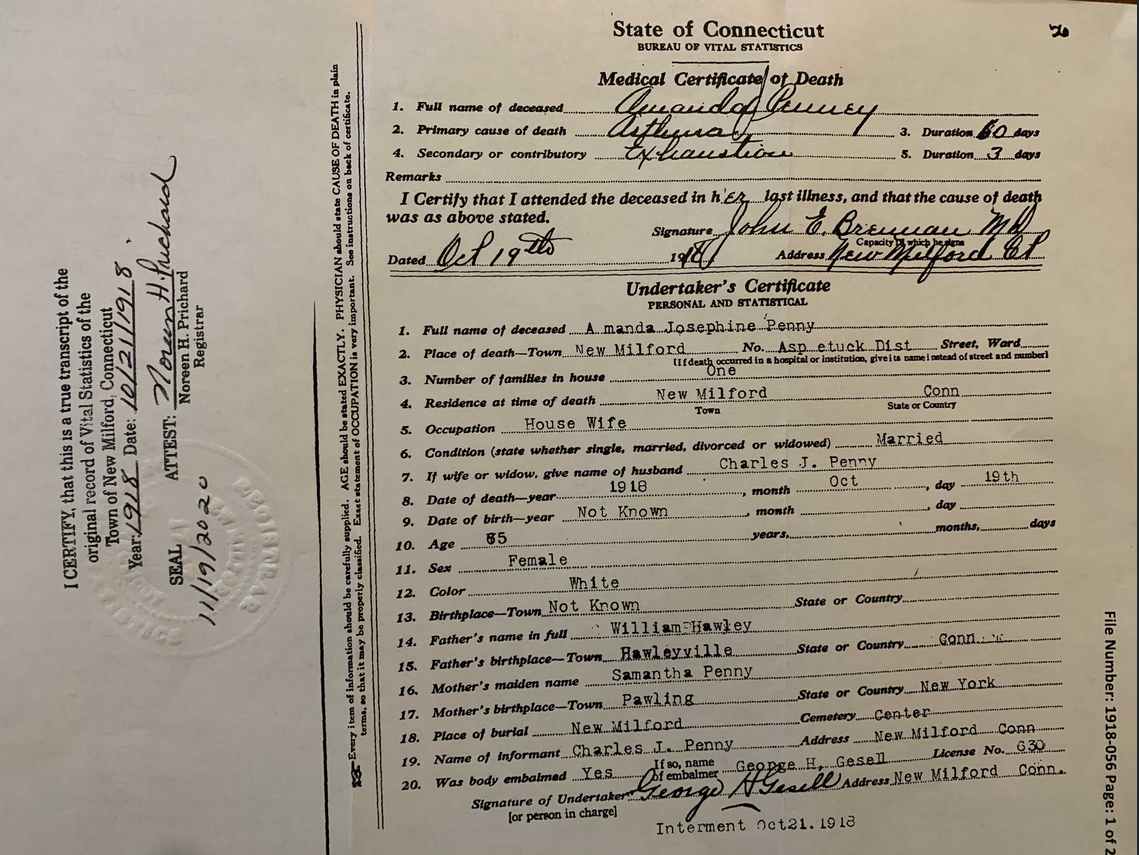 State of Connecticut
BUREAU OF VITAL STATISTICS
Medical Certificate of Death
1. Full name of deceased Amanda J Penney
2. Primary cause of death Asthma 3. Duration 60 days
4. Secondary or contributory Exhaustion 5. Duration 3 days
Remarks
I Certify that I attended the deceased in her last illness, and that the cause of death
was as above stated.
Signature John E. Brennan MD
Capacity in which he signs
Dated Oct 19th 1918 Address New Milford Ct
Undertaker's Certificate
PERSONAL AND STATISTICAL
1. Full name of deceased Amanda Josephine Penny
2. Place of death—Town New Milford No. Asp etuck Dist Street, Ward
(If death occurred in a hospital or institution, give its name instead of street and number)
3. Number of families in house One
4. Residence at time of death New Milford Conn
Town State or Country
5. Occupation House Wife
6. Condition (state whether single, married, divorced or widowed) Married
7. If wife or widow, give name of husband Charles J. Penny
8. Date of death—year 1918, month Oct, day 19th
9. Date of birth—year Not Known, month, day
10. Age 65 years, months, days
11. Sex Female
12. Color White
13. Birthplace—Town Not Known State or Country
14. Father's name in full William Hawley
15. Father's birthplace—Town Hawleyville State or Country Conn.
16. Mother's maiden name Samantha Penny
17. Mother's birthplace—Town Pawling State or Country New York
18. Place of burial New Milford Cemetery Center
19. Name of informant Charles J. Penny Address New Milford Conn
20. Was body embalmed Yes If so, name of embalmer George H. Gesell License No. 630
Signature of Undertaker George H Gesell Address New Milford Conn.
[or person in charge]
Interment Oct21.1918
Every item of information should be carefully supplied. AGE should be stated EXACTLY. PHYSICIAN should state CAUSE OF DEATH in plain
terms, so that it may be properly classified. Exact statement of OCCUPATION is very important. See instructions on back of certificate.
I CERTIFY, that this is a true transcript of the
original record of Vital Statistics of the
Town of New Milford, Connecticut
Year: 1918 Date: 10/21/1918
SEAL ATTEST: Noreen H. Prichard
Noreen H. Prichard
Registrar
11/19/2020
REGISTRAR
File Number: 1918-056 Page: 1 of 2